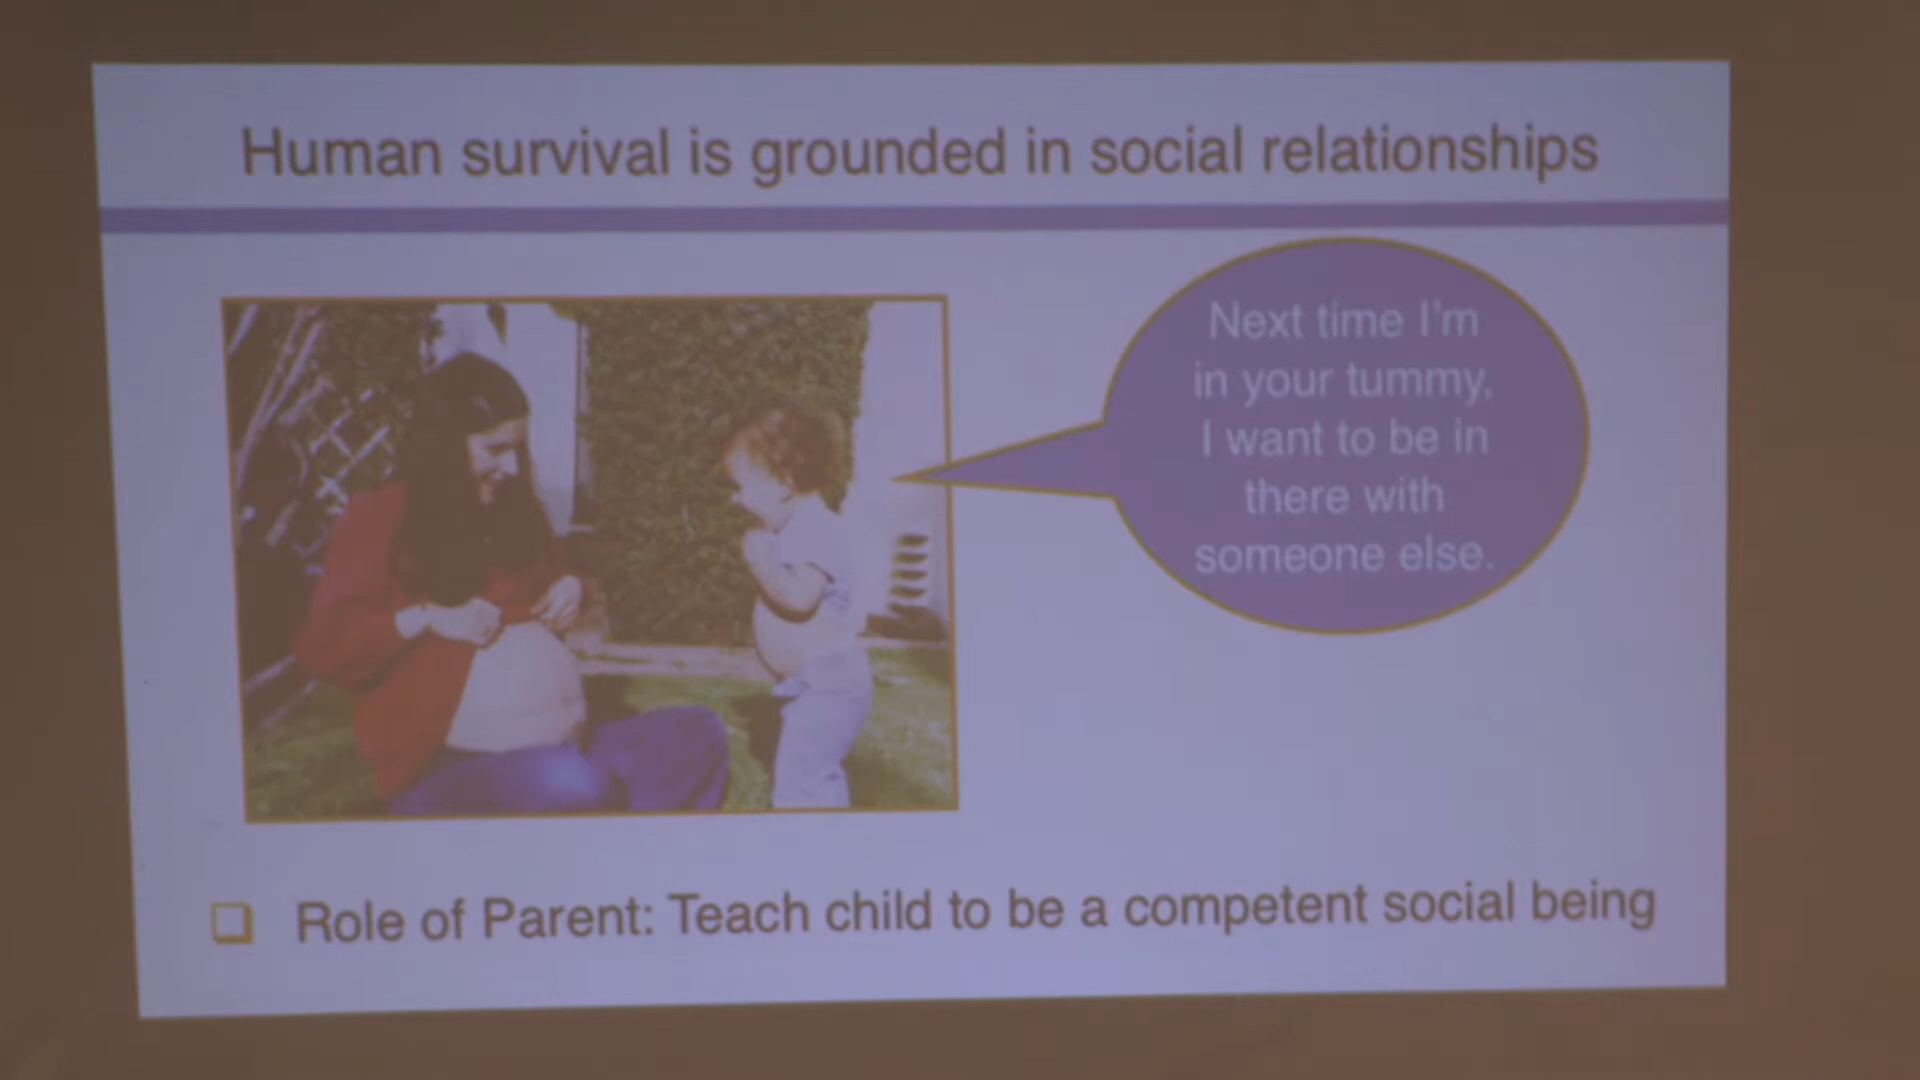 Human survival is grounded in social relationships
Next time I'm
in your tummy,
I want to be in
there with
someone else.
Role of Parent: Teach child to be a competent social being